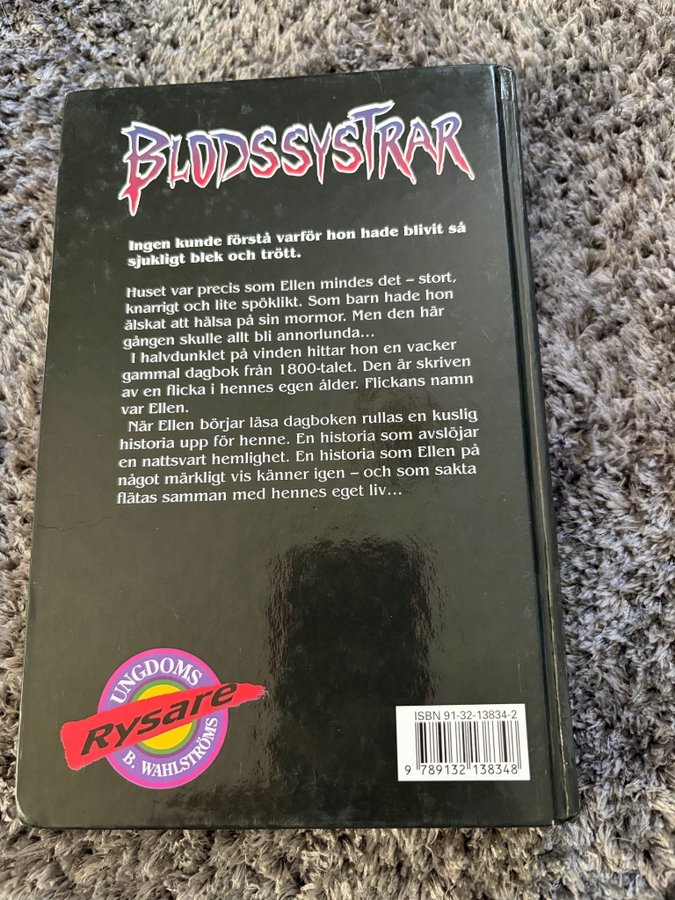 BLODSSYSTRAR
Ingen kunde förstå varför hon hade blivit så
sjukligt blek och trött.
Huset var precis som Ellen mindes det – stort,
knarrigt och lite spöklikt. Som barn hade hon
älskat att hälsa på sin mormor. Men den här
gången skulle allt bli annorlunda...
I halvdunklet på vinden hittar hon en vacker
gammal dagbok från 1800-talet. Den är skriven
av en flicka i hennes egen ålder. Flickans namn
var Ellen.
När Ellen börjar läsa dagboken rullas en kuslig
historia upp för henne. En historia som avslöjar
en nattsvart hemlighet. En historia som Ellen på
något märkligt vis känner igen – och som sakta
flätas samman med hennes eget liv...
UNGDOMS
Rysare
B. WAHLSTRÖMS
ISBN 91-32-13834-2
9 789132 138348